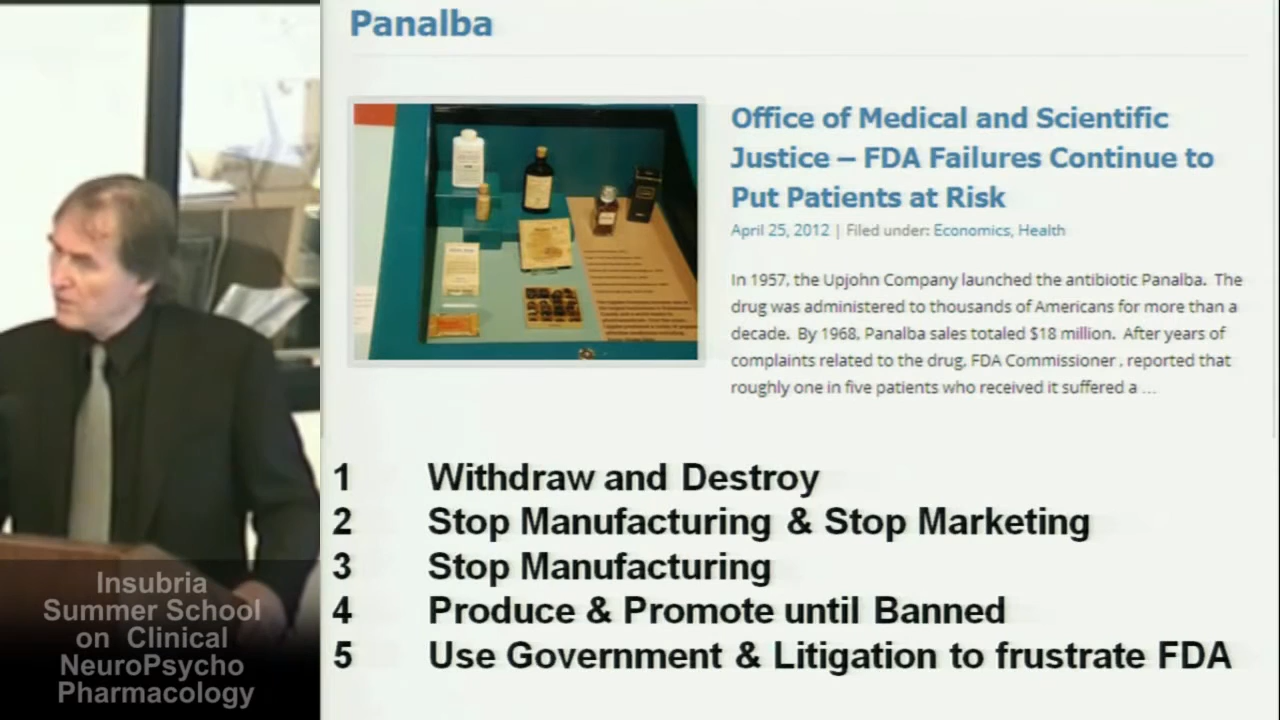 Panalba
Office of Medical and Scientific
Justice – FDA Failures Continue to
Put Patients at Risk
April 25, 2012 | Filed under: Economics, Health
In 1957, the Upjohn Company launched the antibiotic Panalba. The
drug was administered to thousands of Americans for more than a
decade. By 1968, Panalba sales totaled $18 million. After years of
complaints related to the drug, FDA Commissioner , reported that
roughly one in five patients who received it suffered a ...
1 Withdraw and Destroy
2 Stop Manufacturing & Stop Marketing
3 Stop Manufacturing
4 Produce & Promote until Banned
5 Use Government & Litigation to frustrate FDA
Insubria
Summer School
on Clinical
NeuroPsycho
Pharmacology